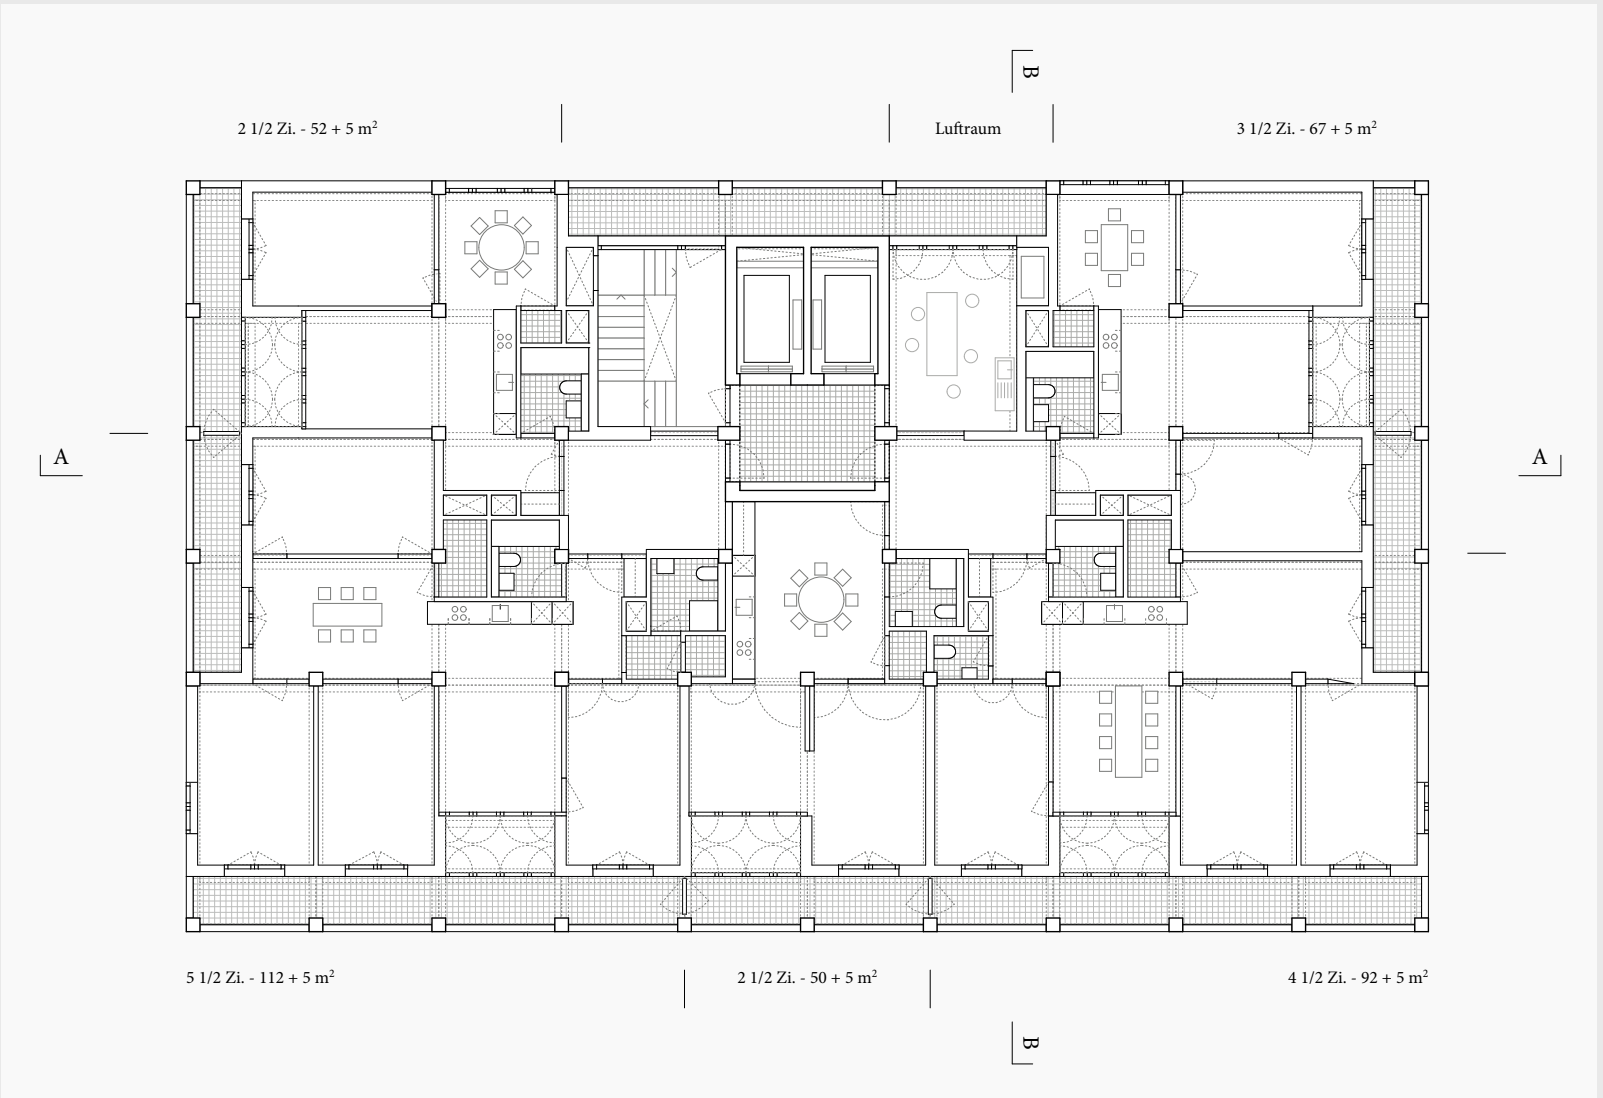 B
2 1/2 Zi. - 52 + 5 m²
Luftraum
3 1/2 Zi. - 67 + 5 m²
A
A
5 1/2 Zi. - 112 + 5 m²
2 1/2 Zi. - 50 + 5 m²
4 1/2 Zi. - 92 + 5 m²
B